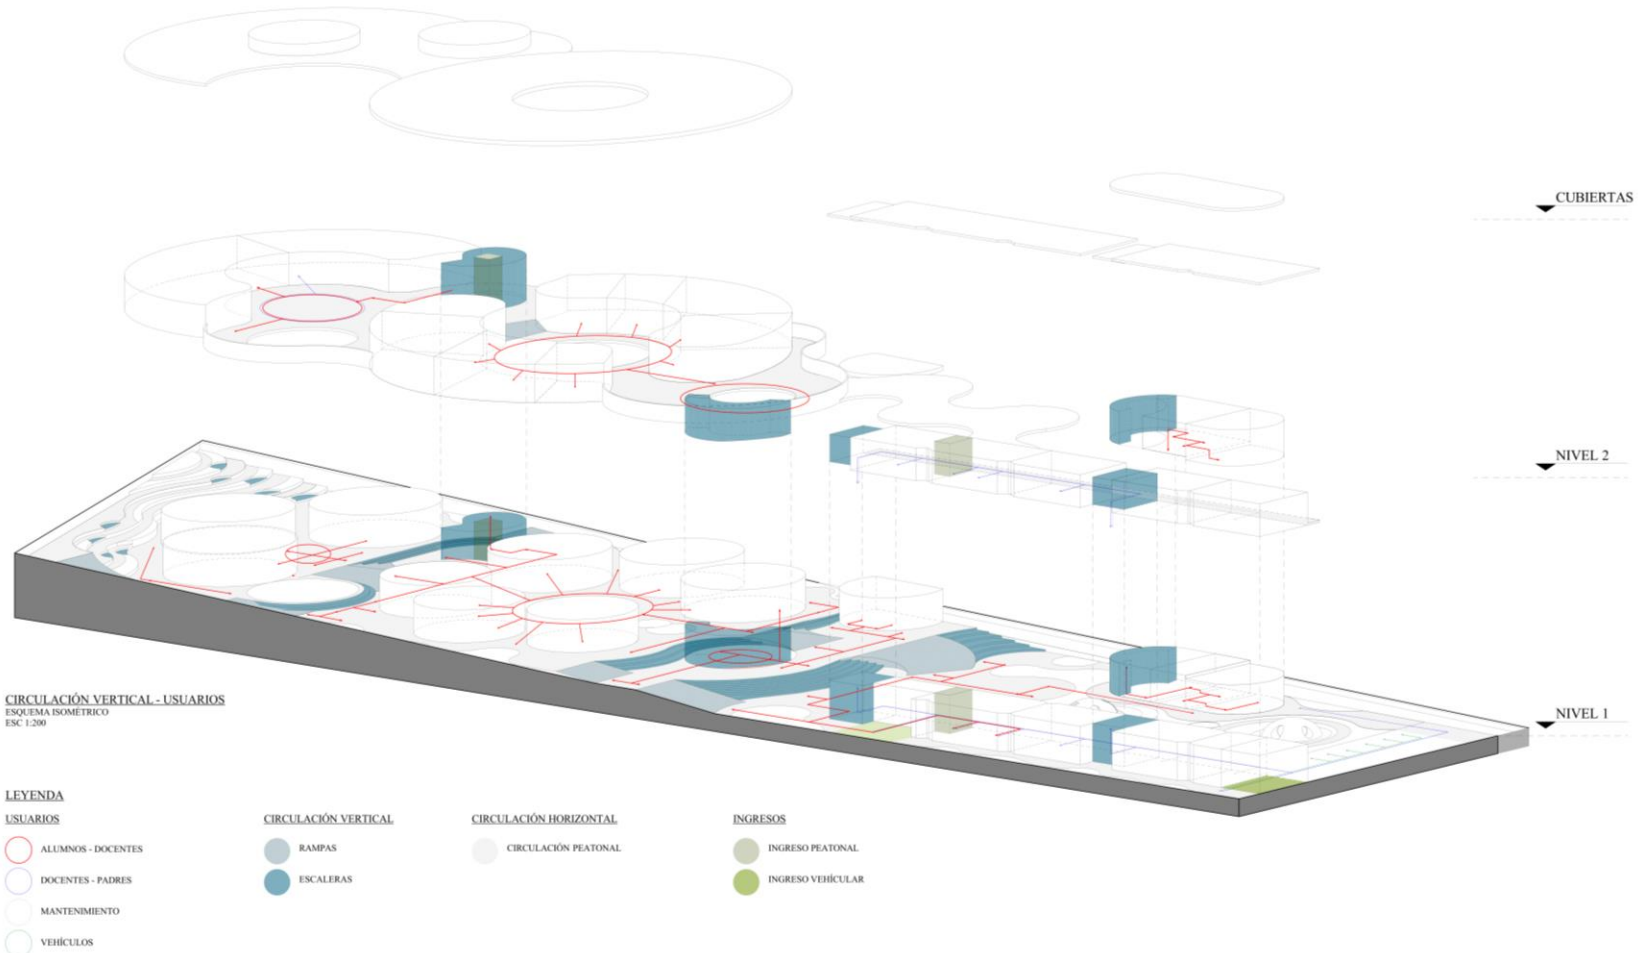 CUBIERTAS
NIVEL 2
NIVEL 1
CIRCULACIÓN VERTICAL - USUARIOS
ESQUEMA ISOMÉTRICO
ESC 1:200
LEYENDA
USUARIOS
ALUMNOS - DOCENTES
DOCENTES - PADRES
MANTENIMIENTO
VEHÍCULOS
CIRCULACIÓN VERTICAL
RAMPAS
ESCALERAS
CIRCULACIÓN HORIZONTAL
CIRCULACIÓN PEATONAL
INGRESOS
INGRESO PEATONAL
INGRESO VEHÍCULAR